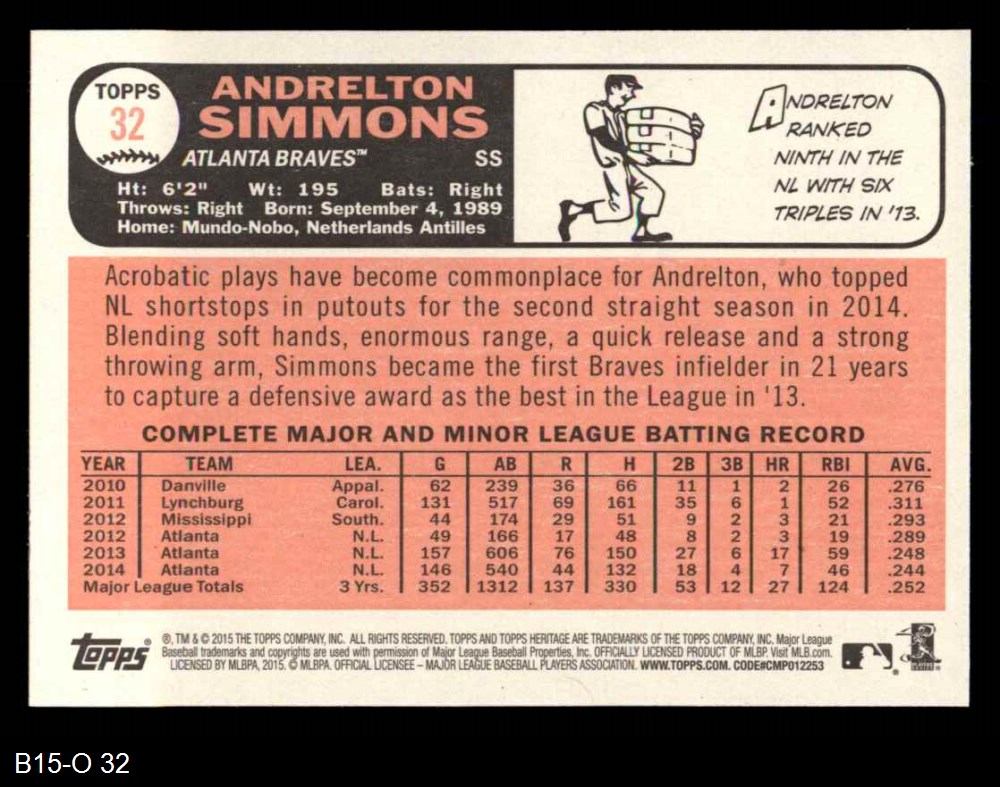 TOPPS
32
ANDRELTON
SIMMONS
ATLANTA BRAVES™ SS
Ht: 6'2" Wt: 195 Bats: Right
Throws: Right Born: September 4, 1989
Home: Mundo-Nobo, Netherlands Antilles
ANDRELTON
RANKED
NINTH IN THE
NL WITH SIX
TRIPLES IN '13.
Acrobatic plays have become commonplace for Andrelton, who topped
NL shortstops in putouts for the second straight season in 2014.
Blending soft hands, enormous range, a quick release and a strong
throwing arm, Simmons became the first Braves infielder in 21 years
to capture a defensive award as the best in the League in '13.
COMPLETE MAJOR AND MINOR LEAGUE BATTING RECORD
YEAR TEAM LEA. G AB R H 2B 3B HR RBI AVG.
2010 Danville Appal. 62 239 36 66 11 1 2 26 .276
2011 Lynchburg Carol. 131 517 69 161 35 6 1 52 .311
2012 Mississippi South. 44 174 29 51 9 2 3 21 .293
2012 Atlanta N.L. 49 166 17 48 8 2 3 19 .289
2013 Atlanta N.L. 157 606 76 150 27 6 17 59 .248
2014 Atlanta N.L. 146 540 44 132 18 4 7 46 .244
Major League Totals 3 Yrs. 352 1312 137 330 53 12 27 124 .252
Topps®
®, TM & © 2015 THE TOPPS COMPANY, INC. ALL RIGHTS RESERVED. TOPPS AND TOPPS HERITAGE ARE TRADEMARKS OF THE TOPPS COMPANY, INC. Major League
Baseball trademarks and copyrights are used with permission of Major League Baseball Properties, Inc. OFFICIALLY LICENSED PRODUCT OF MLBP. Visit MLB.com.
LICENSED BY MLBPA, 2015. © MLBPA. OFFICIAL LICENSEE – MAJOR LEAGUE BASEBALL PLAYERS ASSOCIATION. WWW.TOPPS.COM. CODE#CMP012253
B15-O 32